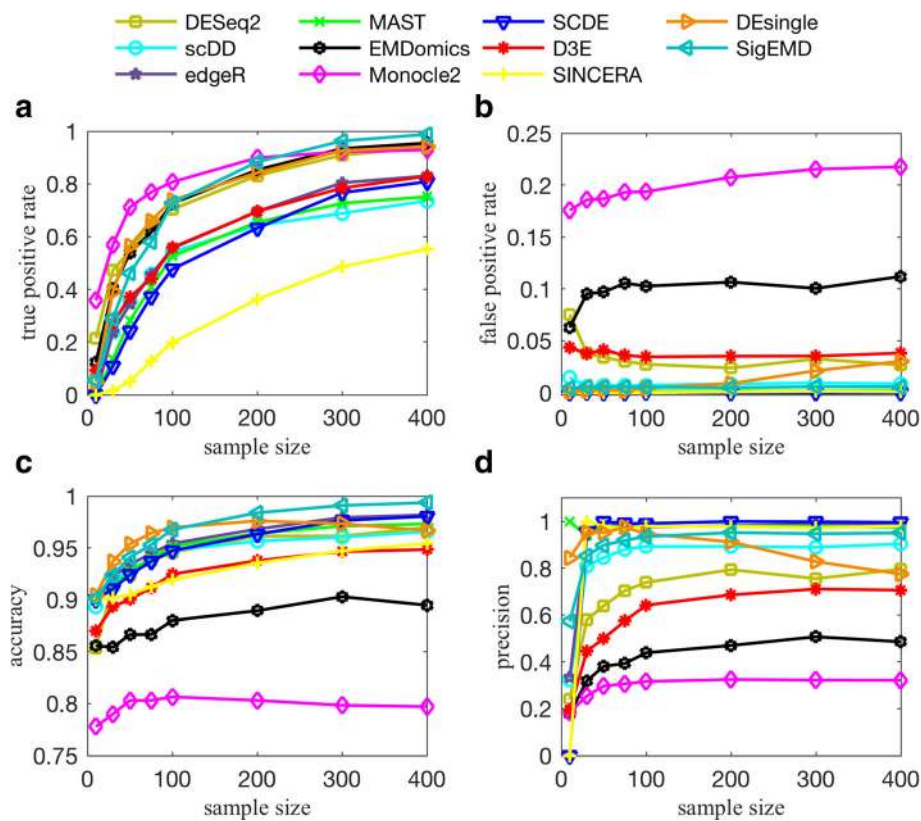 DESeq2 MAST SCDE DEsingle
scDD EMDomics D3E SigEMD
edgeR Monocle2 SINCERA
a
1
0.8
0.6
0.4
0.2
0
true positive rate
0 100 200 300 400
sample size
b
0.25
0.2
0.15
0.1
0.05
0
false positive rate
0 100 200 300 400
sample size
c
1
0.95
0.9
0.85
0.8
0.75
accuracy
0 100 200 300 400
sample size
d
1
0.8
0.6
0.4
0.2
0
precision
0 100 200 300 400
sample size